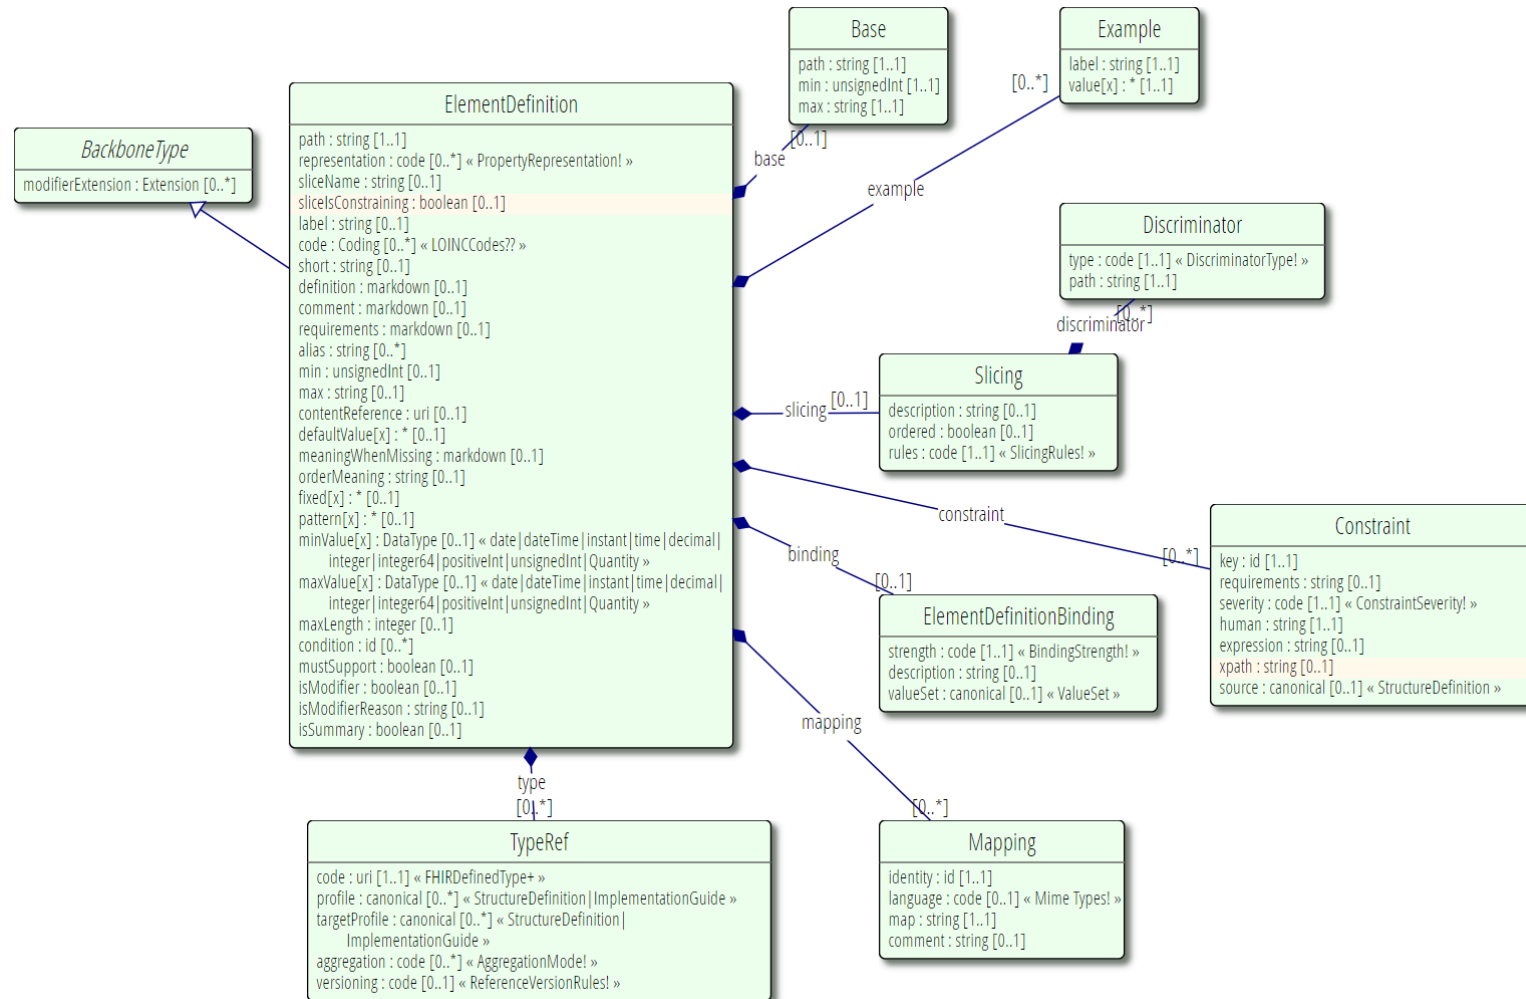 Base
path : string [1..1]
min : unsignedInt [1..1]
max : string [1..1]
[0..1]
base
Example
label : string [1..1]
value[x] : * [1..1]
[0..*]
example
BackboneType
modifierExtension : Extension [0..*]
ElementDefinition
path : string [1..1]
representation : code [0..*] « PropertyRepresentation! »
sliceName : string [0..1]
sliceIsConstraining : boolean [0..1]
label : string [0..1]
code : Coding [0..*] « LOINCCodes?? »
short : string [0..1]
definition : markdown [0..1]
comment : markdown [0..1]
requirements : markdown [0..1]
alias : string [0..*]
min : unsignedInt [0..1]
max : string [0..1]
contentReference : uri [0..1]
defaultValue[x] : * [0..1]
meaningWhenMissing : markdown [0..1]
orderMeaning : string [0..1]
fixed[x] : * [0..1]
pattern[x] : * [0..1]
minValue[x] : DataType [0..1] « date|dateTime|instant|time|decimal|
integer|integer64|positiveInt|unsignedInt|Quantity »
maxValue[x] : DataType [0..1] « date|dateTime|instant|time|decimal|
integer|integer64|positiveInt|unsignedInt|Quantity »
maxLength : integer [0..1]
condition : id [0..*]
mustSupport : boolean [0..1]
isModifier : boolean [0..1]
isModifierReason : string [0..1]
isSummary : boolean [0..1]
Discriminator
type : code [1..1] « DiscriminatorType! »
path : string [1..1]
[0..*]
discriminator
slicing
[0..1]
Slicing
description : string [0..1]
ordered : boolean [0..1]
rules : code [1..1] « SlicingRules! »
constraint
[0..*]
Constraint
key : id [1..1]
requirements : string [0..1]
severity : code [1..1] « ConstraintSeverity! »
human : string [1..1]
expression : string [0..1]
xpath : string [0..1]
source : canonical [0..1] « StructureDefinition »
binding
[0..1]
ElementDefinitionBinding
strength : code [1..1] « BindingStrength! »
description : string [0..1]
valueSet : canonical [0..1] « ValueSet »
mapping
[0..*]
Mapping
identity : id [1..1]
language : code [0..1] « Mime Types! »
map : string [1..1]
comment : string [0..1]
type
[0..*]
TypeRef
code : uri [1..1] « FHIRDefinedType+ »
profile : canonical [0..*] « StructureDefinition|ImplementationGuide »
targetProfile : canonical [0..*] « StructureDefinition|
ImplementationGuide »
aggregation : code [0..*] « AggregationMode! »
versioning : code [0..1] « ReferenceVersionRules! »